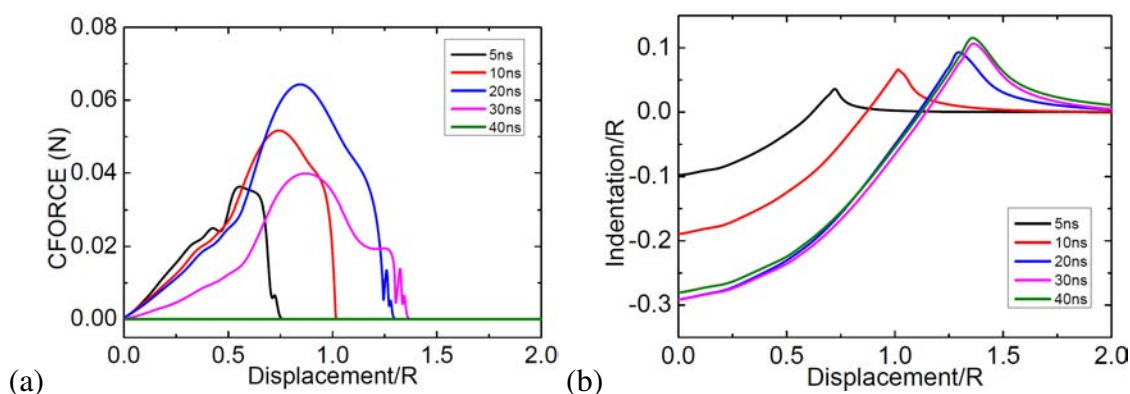 0.08
0.06
0.04
0.02
0.00
CFORCE (N)
5ns
10ns
20ns
30ns
40ns
0.0 0.5 1.0 1.5 2.0
Displacement/R
(a)
0.1
0.0
-0.1
-0.2
-0.3
Indentation/R
5ns
10ns
20ns
30ns
40ns
0.0 0.5 1.0 1.5 2.0
Displacement/R
(b)